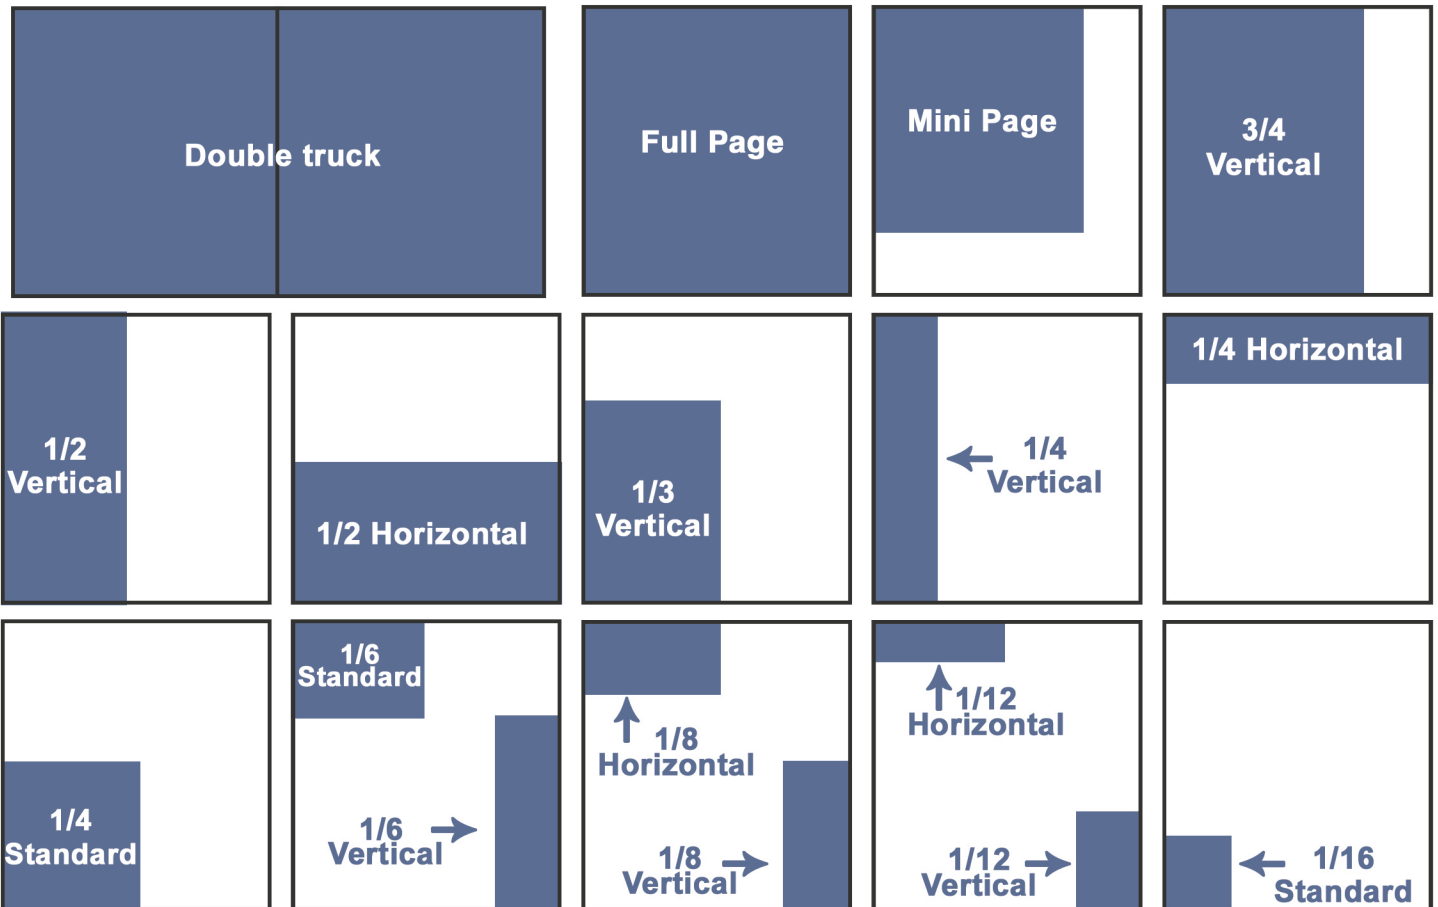 Double truck
Full Page
Mini Page
3/4
Vertical
1/2
Vertical
1/2 Horizontal
1/3
Vertical
1/4
Vertical
1/4 Horizontal
1/4
Standard
1/6
Standard
1/6
Vertical
1/8
Horizontal
1/8
Vertical
1/12
Horizontal
1/12
Vertical
1/16
Standard